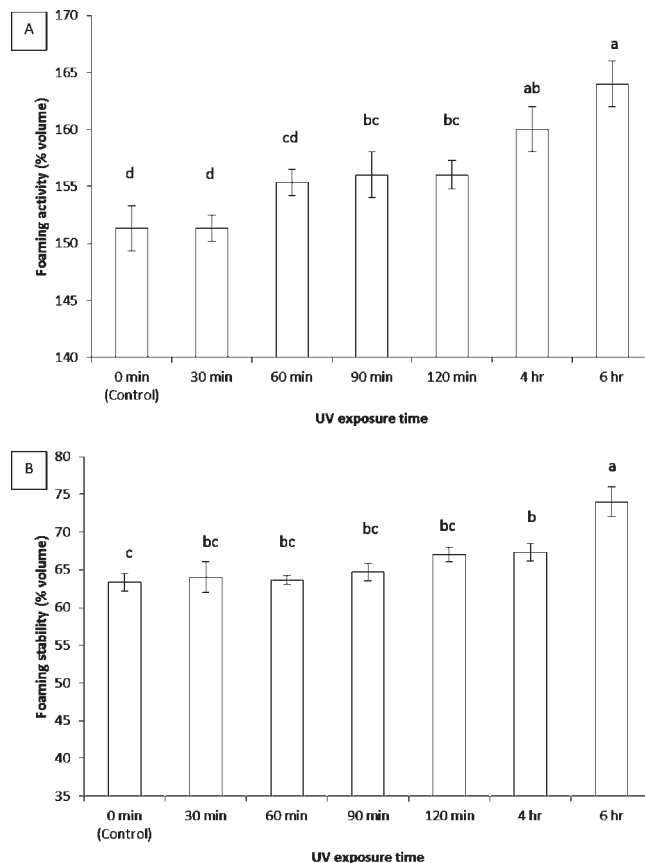 A
Foaming activity (% volume)
165
160
155
150
145
140
d
d
cd
bc
bc
ab
a
0 min
(Control)
30 min
60 min
90 min
120 min
4 hr
6 hr
UV exposure time
B
Foaming stability (% volume)
80
75
70
65
60
55
50
45
40
35
c
bc
bc
bc
bc
b
a
0 min
(Control)
30 min
60 min
90 min
120 min
4 hr
6 hr
UV exposure time